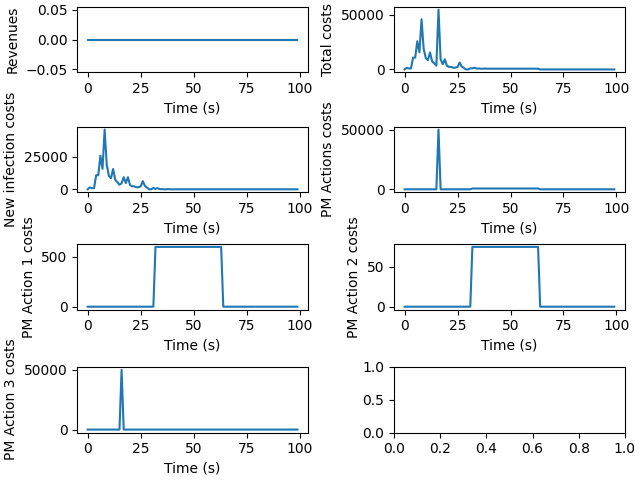 Revenues
0.05
0.00
−0.05
0 25 50 75 100
Time (s)
Total costs
50000
0
0 25 50 75 100
Time (s)
New infection costs
25000
0
0 25 50 75 100
Time (s)
PM Actions costs
50000
0
0 25 50 75 100
Time (s)
PM Action 1 costs
500
0
0 25 50 75 100
Time (s)
PM Action 2 costs
50
0
0 25 50 75 100
Time (s)
PM Action 3 costs
50000
0
0 25 50 75 100
Time (s)
1.0
0.5
0.0
0.0 0.2 0.4 0.6 0.8 1.0